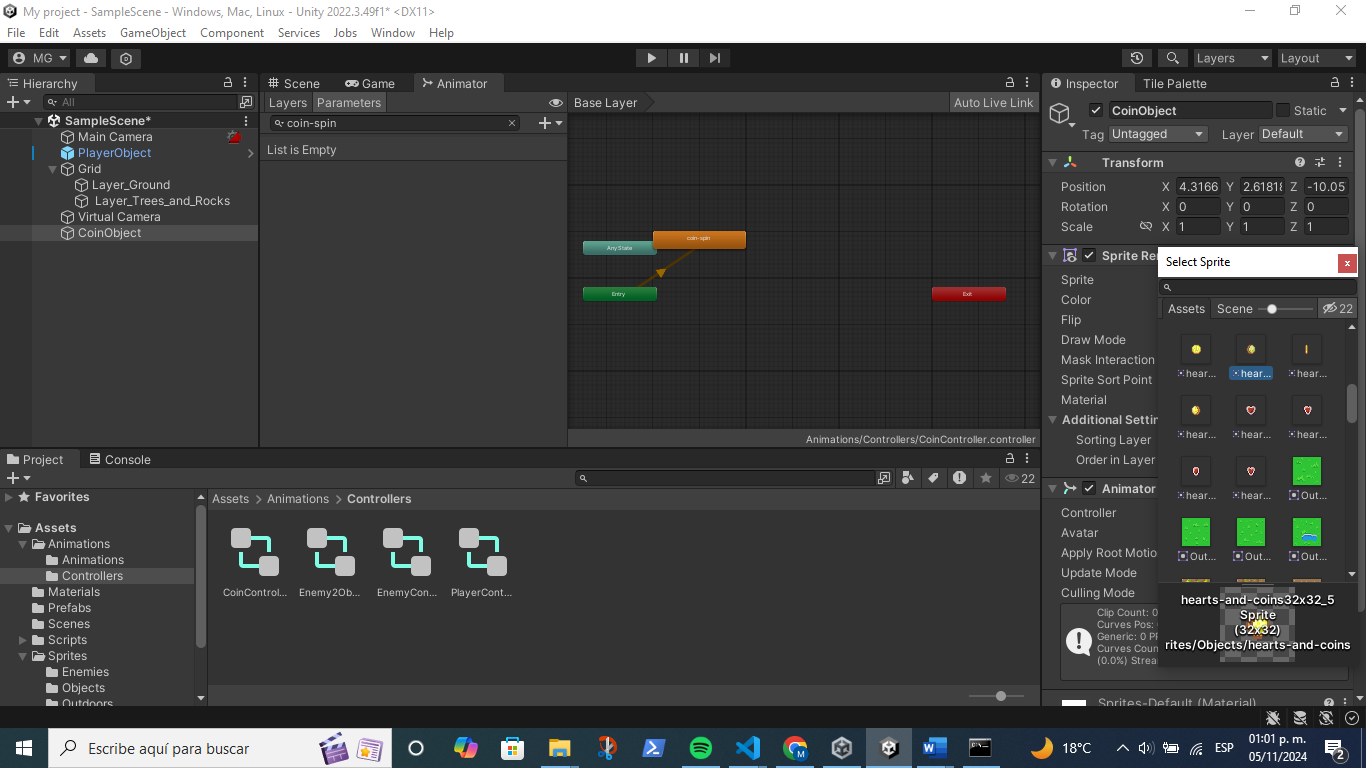 My project - SampleScene - Windows, Mac, Linux - Unity 2022.3.49f1* <DX11>
File Edit Assets GameObject Component Services Jobs Window Help
MG
Layers Layout
Hierarchy
All
SampleScene*
Main Camera
PlayerObject
Grid
Layer_Ground
Layer_Trees_and_Rocks
Virtual Camera
CoinObject
Scene Game Animator
Layers Parameters
coin-spin
List is Empty
Base Layer Auto Live Link
Any State
coin-spin
Entry
Exit
Animations/Controllers/CoinController.controller
Inspector Tile Palette
CoinObject Static
Tag Untagged Layer Default
Transform
Position X 4.3166 Y 2.61818 Z -10.05
Rotation X 0 Y 0 Z 0
Scale X 1 Y 1 Z 1
Sprite Re
Sprite
Color
Flip
Draw Mode
Mask Interaction
Sprite Sort Point
Material
Additional Settin
Sorting Layer
Order in Layer
Animator
Controller
Avatar
Apply Root Motio
Update Mode
Culling Mode
Clip Count: 0
Curves Pos:
Generic: 0 P
Curves Coun
(0.0%) Strea
Sprites-Default (Material)
Select Sprite
x
Assets Scene 22
hear... hear... hear...
hear... hear... hear...
hear... hear... Out...
Out... Out... Out...
hearts-and-coins32x32_5
Sprite
(32x32)
rites/Objects/hearts-and-coins
Project Console
22
Favorites
Assets
Animations
Animations
Controllers
Materials
Prefabs
Scenes
Scripts
Sprites
Enemies
Objects
Outdoors
Assets > Animations > Controllers
CoinControl... Enemy2Ob... EnemyCon... PlayerCont...
Escribe aquí para buscar
18°C
ESP
01:01 p. m.
05/11/2024
2